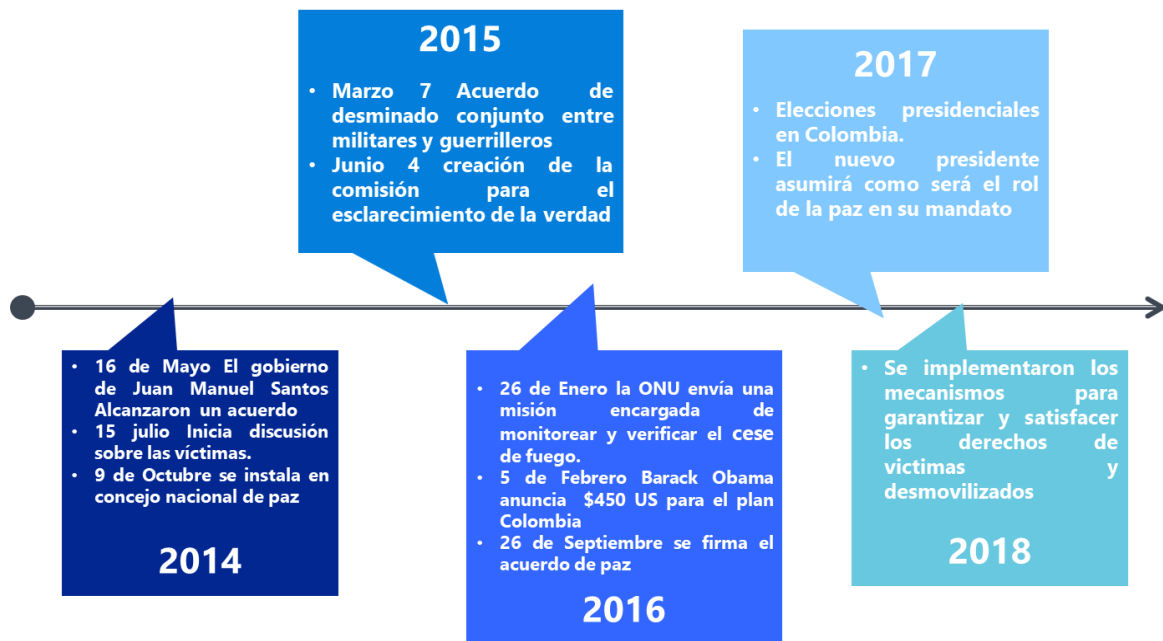 2015
• Marzo 7 Acuerdo de
desminado conjunto entre
militares y guerrilleros
• Junio 4 creación de la
comisión para el
esclarecimiento de la verdad
2017
• Elecciones presidenciales
en Colombia.
• El nuevo presidente
asumirá como será el rol
de la paz en su mandato
• 16 de Mayo El gobierno
de Juan Manuel Santos
Alcanzaron un acuerdo
• 15 julio Inicia discusión
sobre las víctimas.
• 9 de Octubre se instala en
concejo nacional de paz
2014
• 26 de Enero la ONU envía una
misión encargada de
monitorear y verificar el cese
de fuego.
• 5 de Febrero Barack Obama
anuncia $450 US para el plan
Colombia
• 26 de Septiembre se firma el
acuerdo de paz
2016
• Se implementaron los
mecanismos para
garantizar y satisfacer
los derechos de
victimas y
desmovilizados
2018